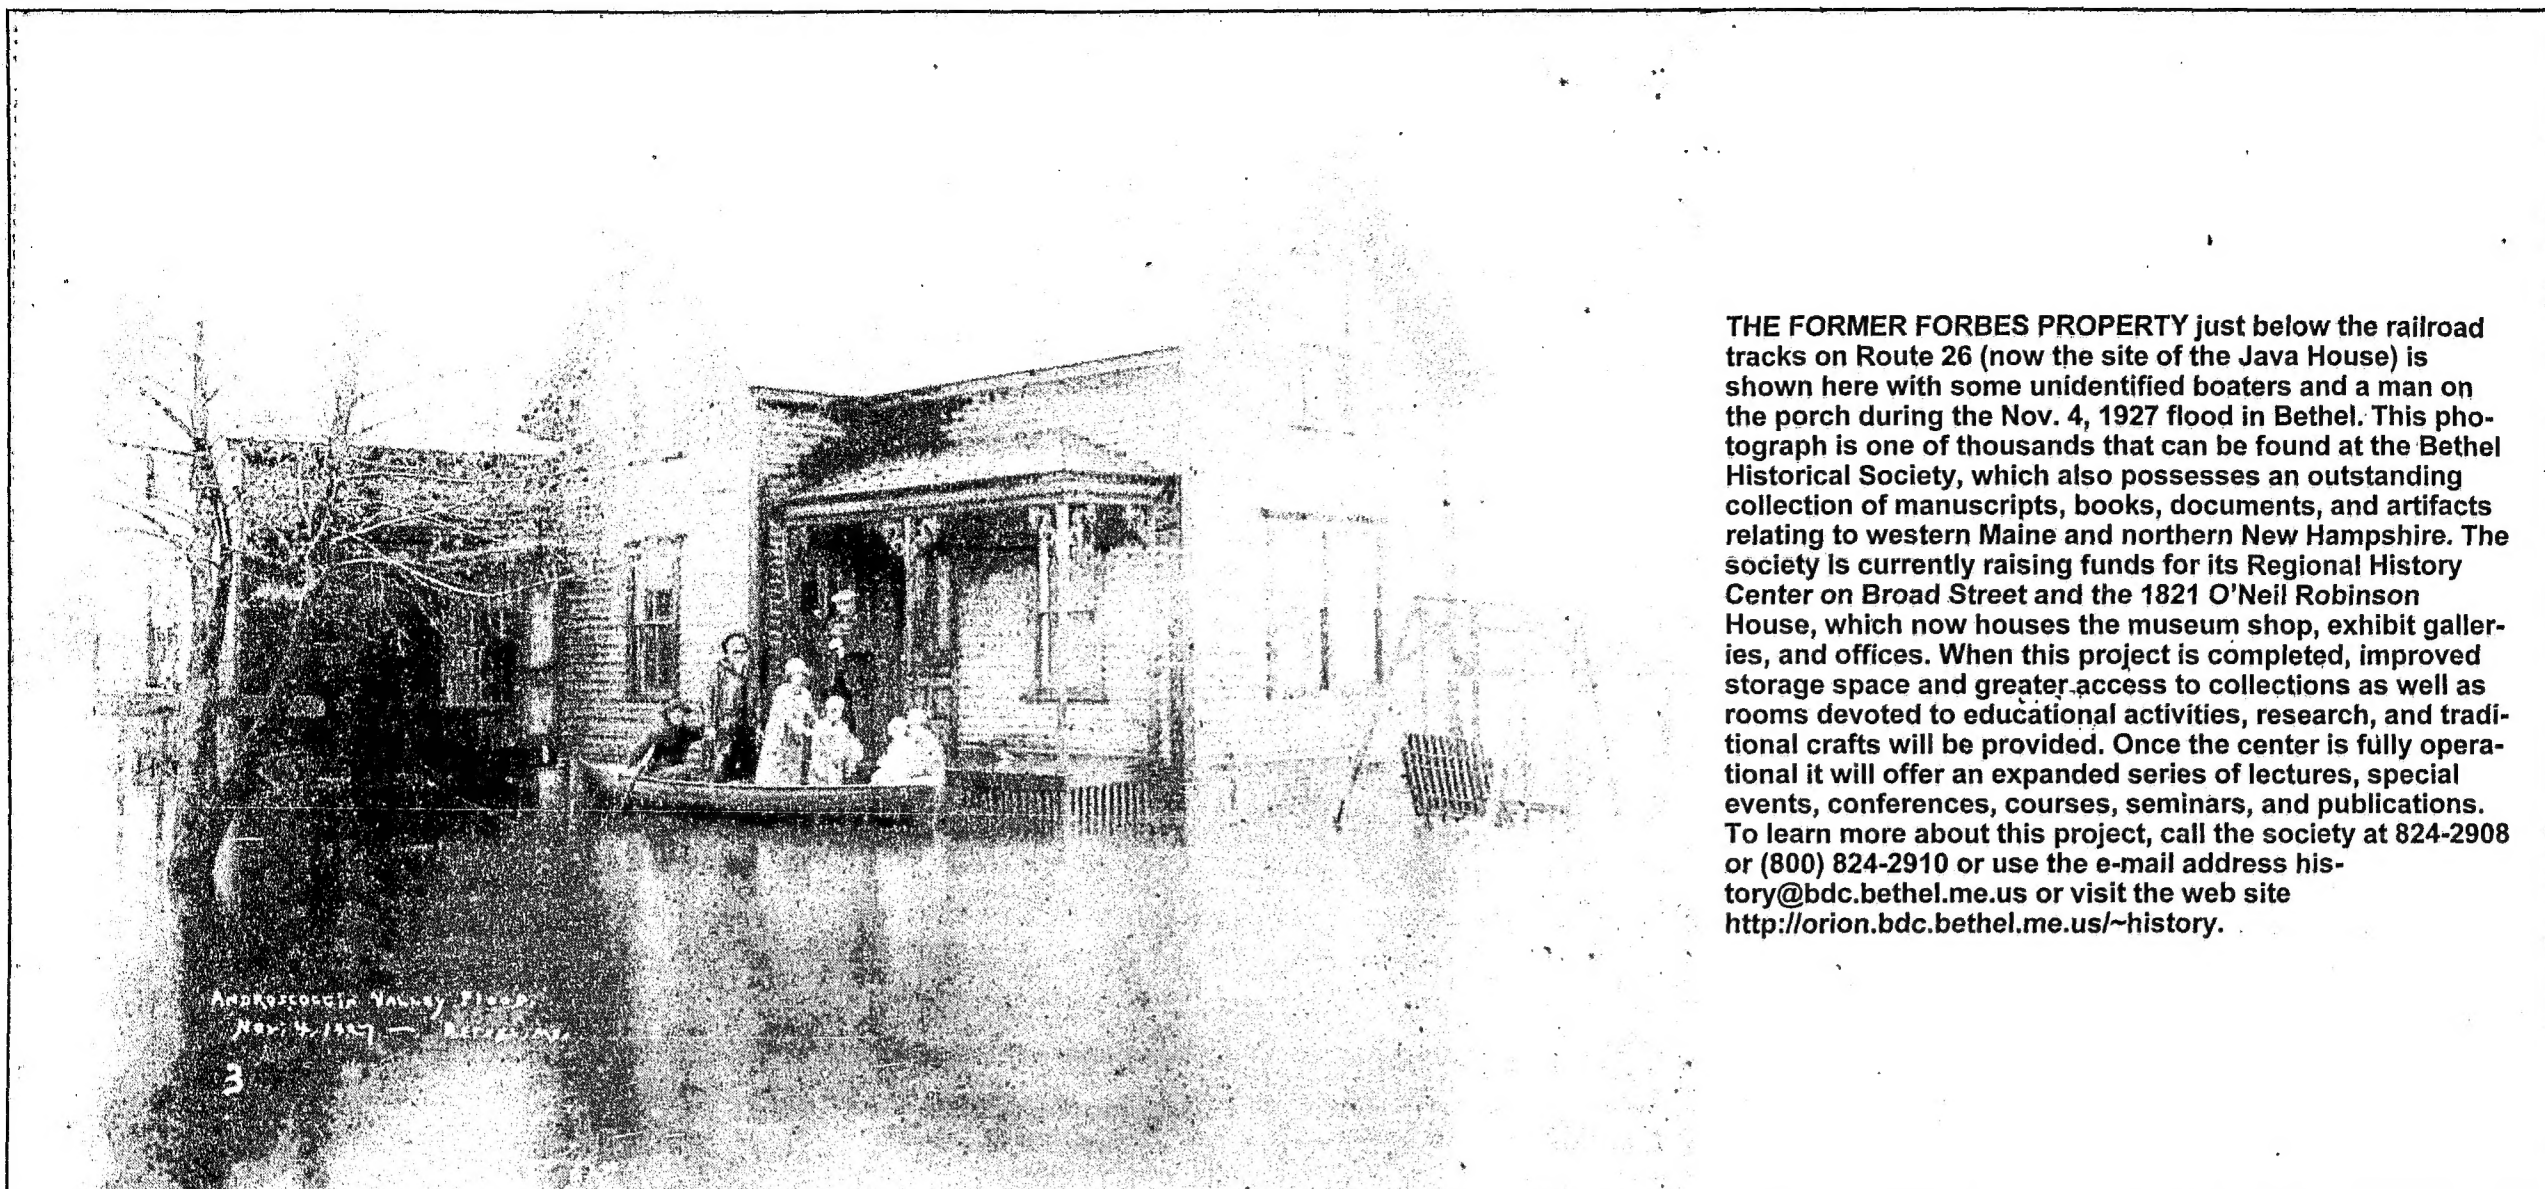 THE FORMER FORBES PROPERTY just below the railroad
tracks on Route 26 (now the site of the Java House) is
shown here with some unidentified boaters and a man on
the porch during the Nov. 4, 1927 flood in Bethel. This pho-
tograph is one of thousands that can be found at the Bethel
Historical Society, which also possesses an outstanding
collection of manuscripts, books, documents, and artifacts
relating to western Maine and northern New Hampshire. The
society is currently raising funds for its Regional History
Center on Broad Street and the 1821 O'Neil Robinson
House, which now houses the museum shop, exhibit galler-
ies, and offices. When this project is completed, improved
storage space and greater access to collections as well as
rooms devoted to educational activities, research, and tradi-
tional crafts will be provided. Once the center is fully opera-
tional it will offer an expanded series of lectures, special
events, conferences, courses, seminars, and publications.
To learn more about this project, call the society at 824-2908
or (800) 824-2910 or use the e-mail address his-
tory@bdc.bethel.me.us or visit the web site
http://orion.bdc.bethel.me.us/~history.
Androscoggin Valley Flood,
Nov. 4, 1927 — Bethel, Me.
3